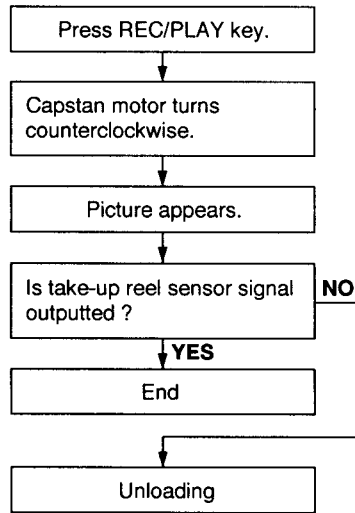 Press REC/PLAY key.
Capstan motor turns
counterclockwise.
Picture appears.
Is take-up reel sensor signal
outputted ?
NO
YES
End
Unloading